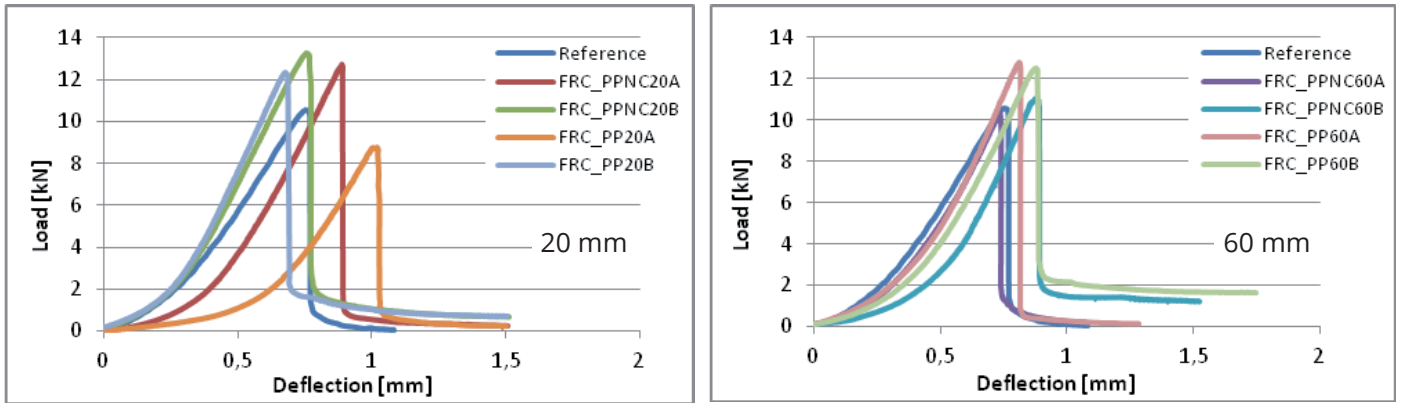 14
12
10
8
6
4
2
0
Load [kN]
0
0,5
1
1,5
2
Deflection [mm]
Reference
FRC_PPNC20A
FRC_PPNC20B
FRC_PP20A
FRC_PP20B
20 mm
14
12
10
8
6
4
2
0
Load [kN]
0
0,5
1
1,5
2
Deflection [mm]
Reference
FRC_PPNC60A
FRC_PPNC60B
FRC_PP60A
FRC_PP60B
60 mm